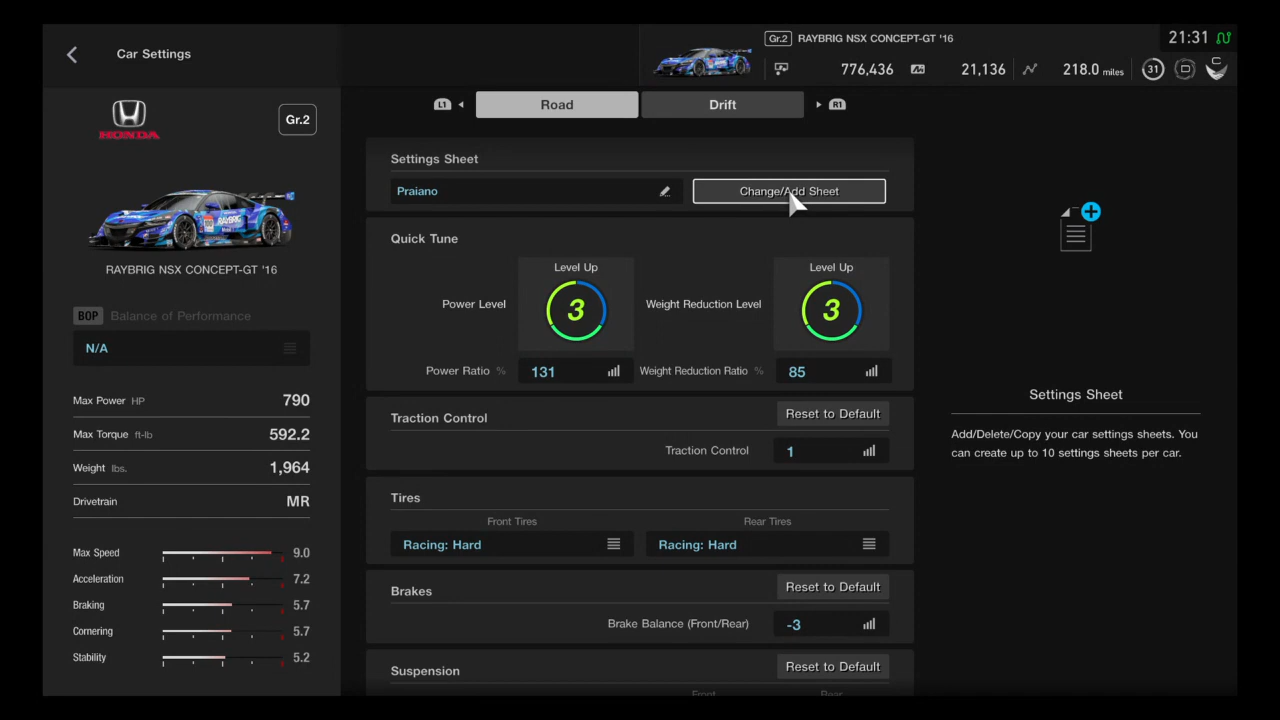 Car Settings
Gr.2 RAYBRIG NSX CONCEPT-GT '16
21:31
776,436 21,136 218.0 miles 31 C
HONDA
Gr.2
RAYBRIG
RAYBRIG NSX CONCEPT-GT '16
BOP Balance of Performance
N/A
Max Power HP 790
Max Torque ft-lb 592.2
Weight lbs. 1,964
Drivetrain MR
Max Speed 9.0
Acceleration 7.2
Braking 5.7
Cornering 5.7
Stability 5.2
L1 Road Drift R1
Settings Sheet
Praiano Change/Add Sheet
Quick Tune
Level Up Level Up
Power Level 3 Weight Reduction Level 3
Power Ratio % 131 Weight Reduction Ratio % 85
Traction Control Reset to Default
Traction Control 1
Tires
Front Tires Rear Tires
Racing: Hard Racing: Hard
Brakes Reset to Default
Brake Balance (Front/Rear) -3
Suspension Reset to Default
Front Rear
Settings Sheet
Add/Delete/Copy your car settings sheets. You
can create up to 10 settings sheets per car.